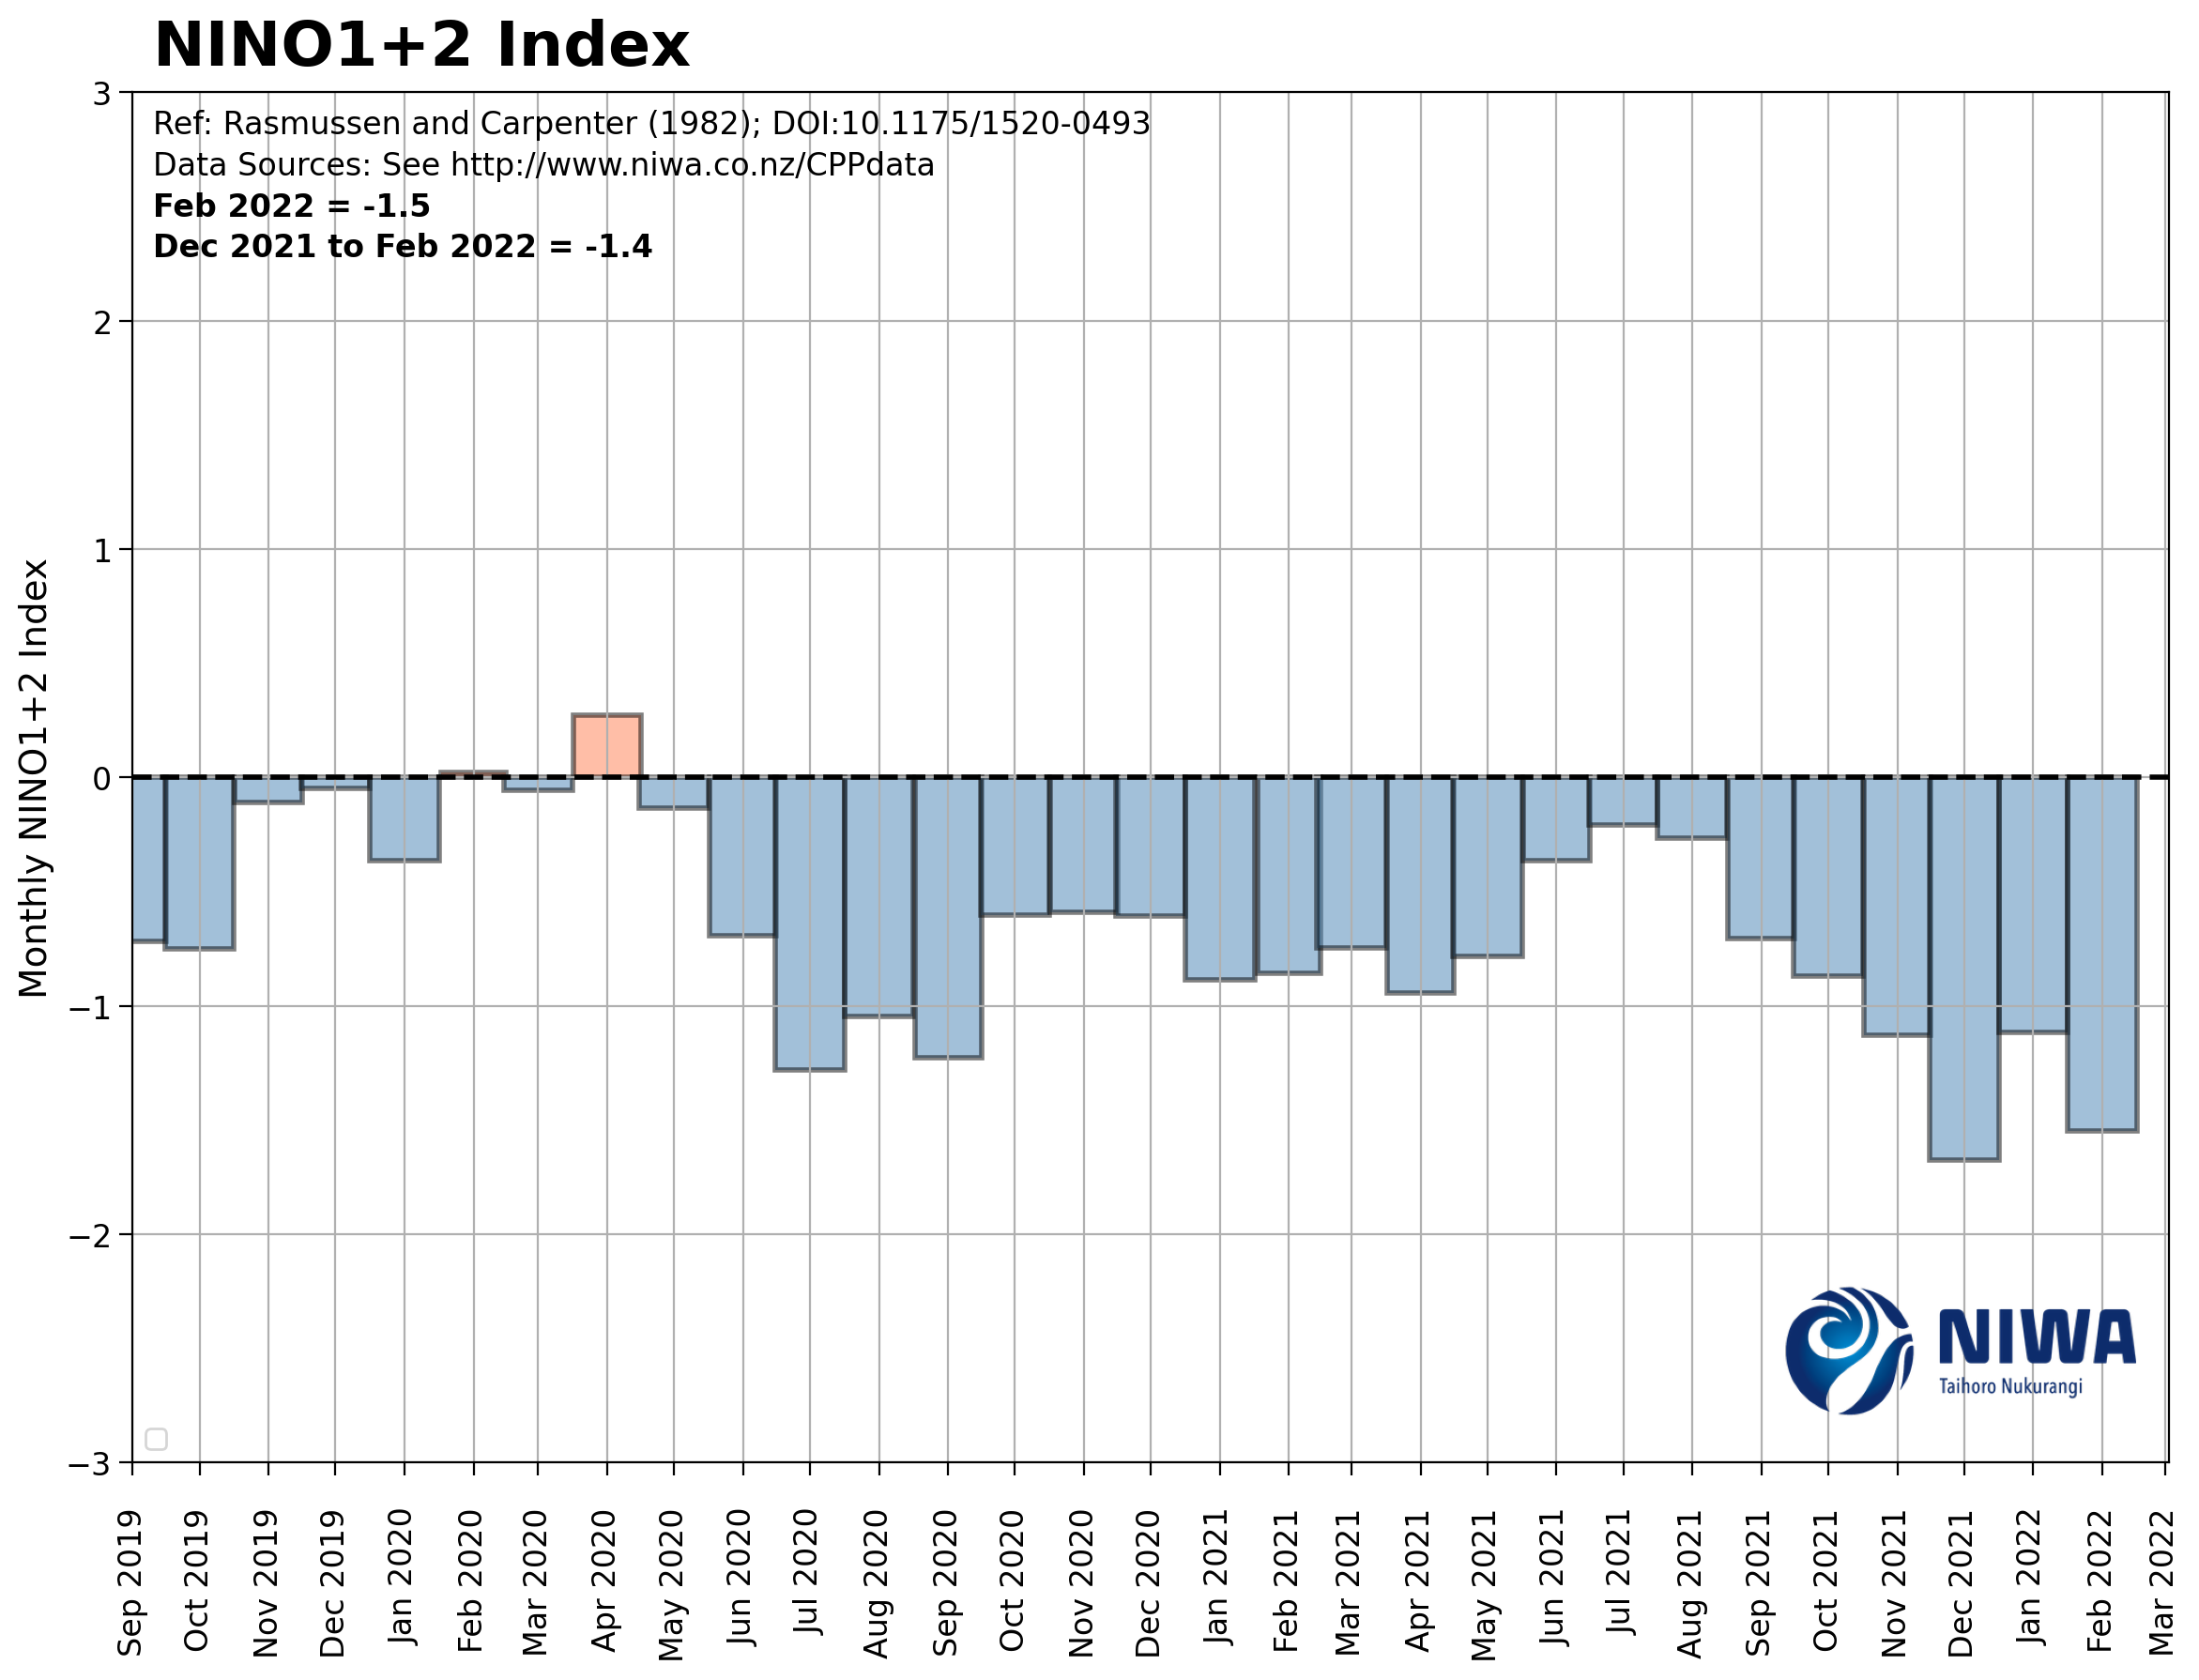 NINO1+2 Index
Ref: Rasmussen and Carpenter (1982); DOI:10.1175/1520-0493
Data Sources: See http://www.niwa.co.nz/CPPdata
Feb 2022 = -1.5
Dec 2021 to Feb 2022 = -1.4
Monthly NINO1+2 Index
3
2
1
0
−1
−2
−3
NIWA
Taihoro Nukurangi
Sep 2019
Oct 2019
Nov 2019
Dec 2019
Jan 2020
Feb 2020
Mar 2020
Apr 2020
May 2020
Jun 2020
Jul 2020
Aug 2020
Sep 2020
Oct 2020
Nov 2020
Dec 2020
Jan 2021
Feb 2021
Mar 2021
Apr 2021
May 2021
Jun 2021
Jul 2021
Aug 2021
Sep 2021
Oct 2021
Nov 2021
Dec 2021
Jan 2022
Feb 2022
Mar 2022